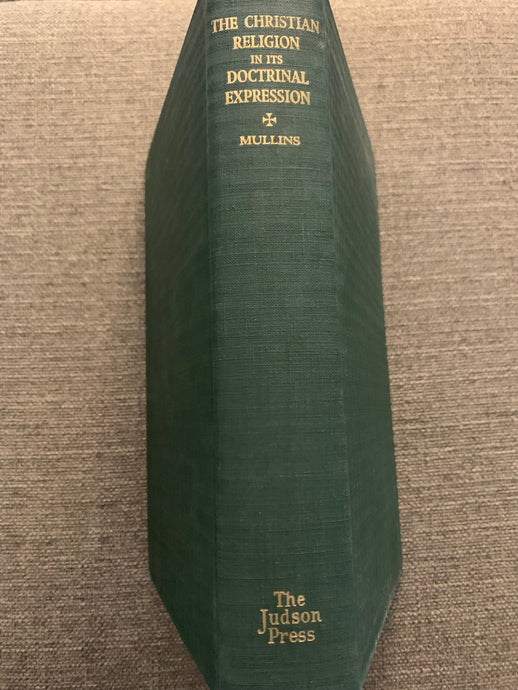 THE CHRISTIAN
RELIGION
IN ITS
DOCTRINAL
EXPRESSION
MULLINS
The
Judson
Press